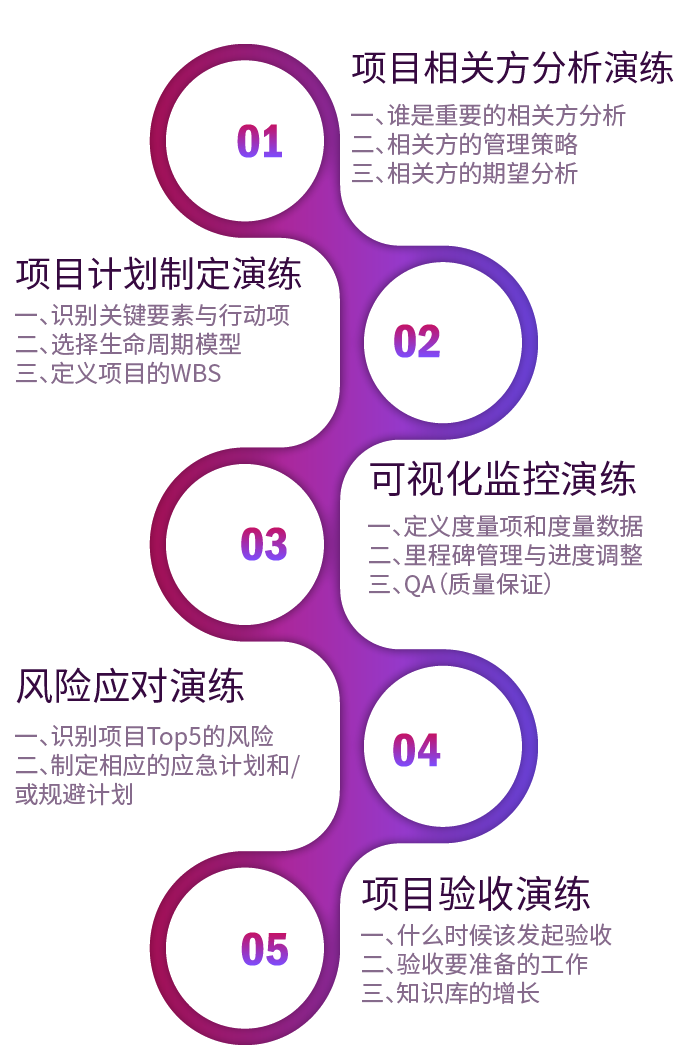 01
项目相关方分析演练
一、谁是重要的相关方分析
二、相关方的管理策略
三、相关方的期望分析
项目计划制定演练
一、识别关键要素与行动项
二、选择生命周期模型
三、定义项目的WBS
02
可视化监控演练
一、定义度量项和度量数据
二、里程碑管理与进度调整
三、QA（质量保证）
03
风险应对演练
一、识别项目Top5的风险
二、制定相应的应急计划和/
或规避计划
04
项目验收演练
一、什么时候该发起验收
二、验收要准备的工作
三、知识库的增长
05